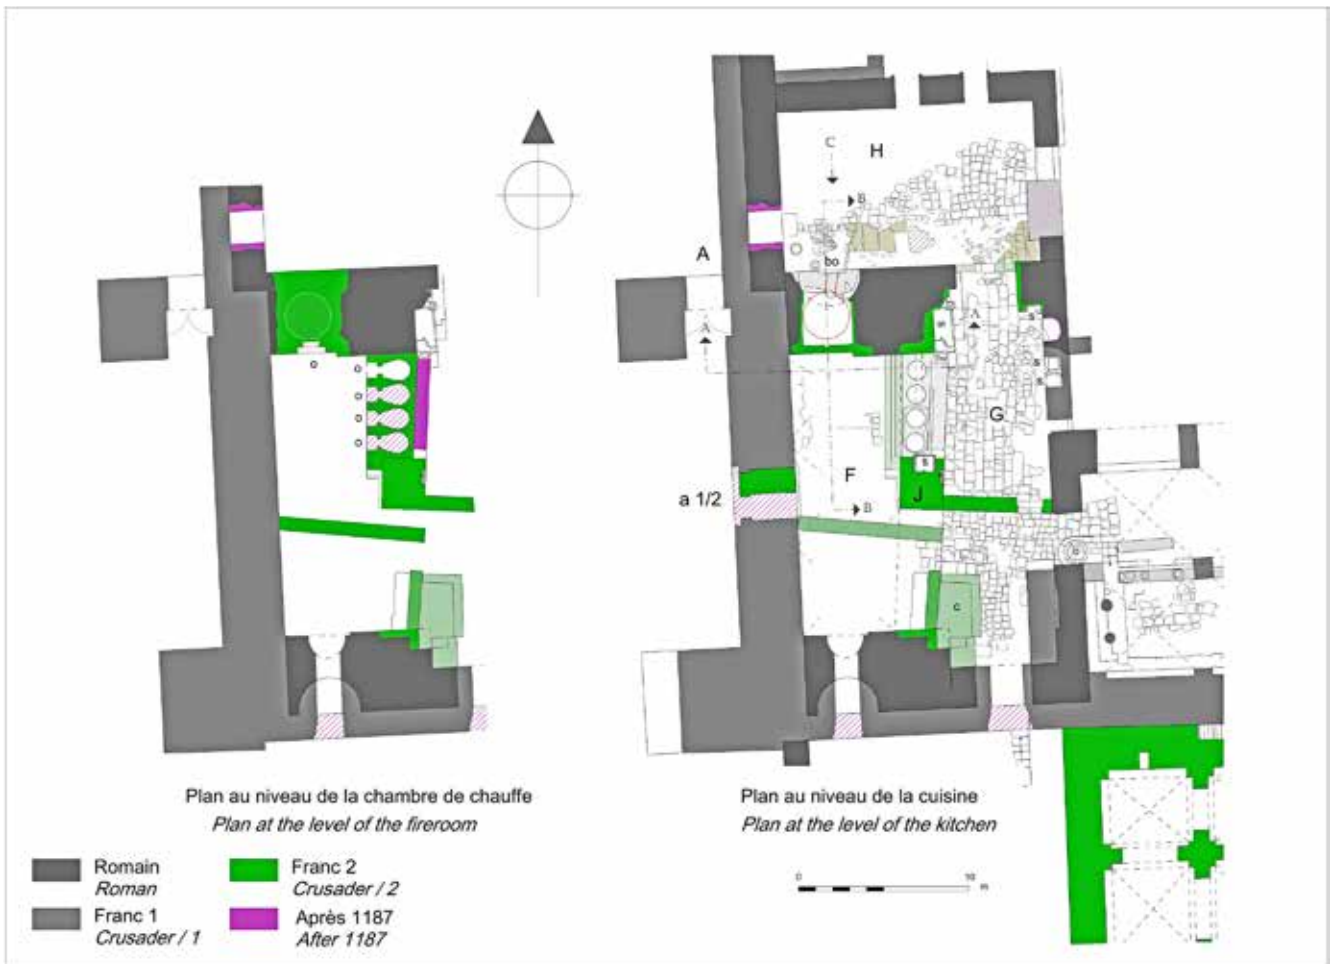 C
H
B
A
bo
A
A
s
s
s
s
G
o
o
o
o
o
F
s
J
a 1/2
B
c
Plan au niveau de la chambre de chauffe
Plan at the level of the fireroom
Plan au niveau de la cuisine
Plan at the level of the kitchen
Romain
Roman
Franc 1
Crusader / 1
Franc 2
Crusader / 2
Après 1187
After 1187
0 10
m